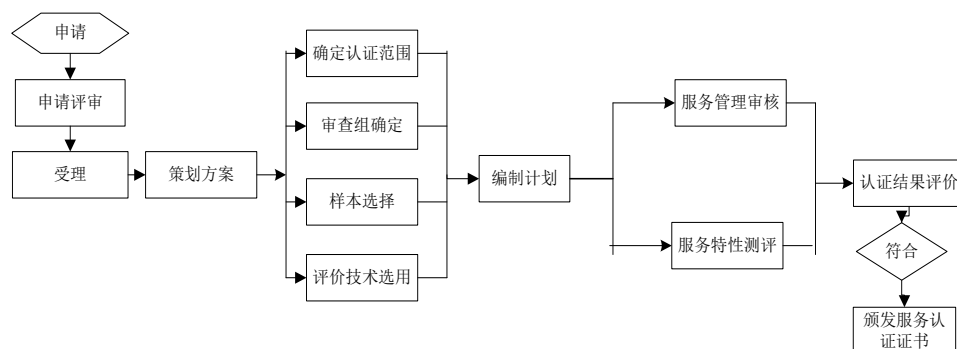 申请
申请评审
受理
策划方案
确定认证范围
审查组确定
样本选择
评价技术选用
编制计划
服务管理审核
服务特性测评
认证结果评价
符合
颁发服务认
证证书